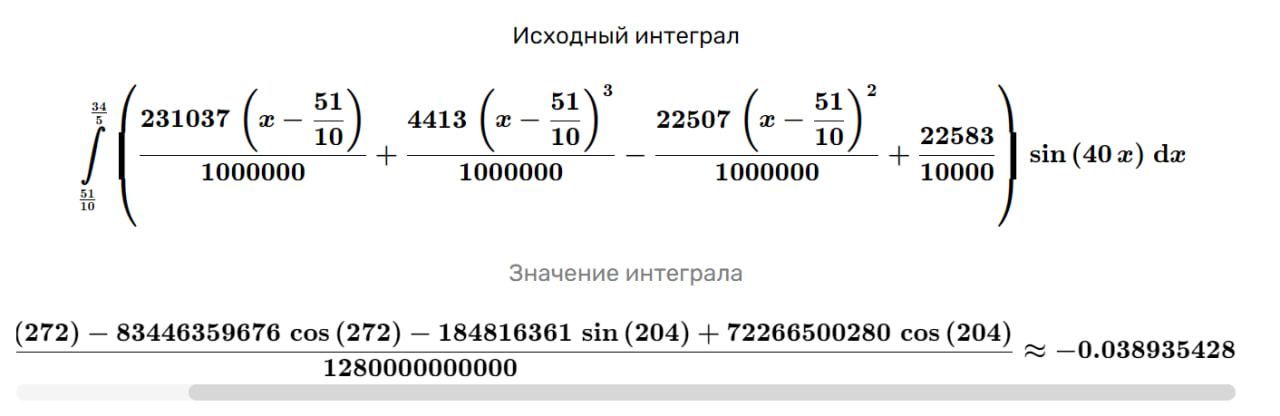 Исходный интеграл
\int\limits_{\frac{51}{10}}^{\frac{34}{5}} \left( \frac{231037 \left( x - \frac{51}{10} \right)}{1000000} + \frac{4413 \left( x - \frac{51}{10} \right)^3}{1000000} - \frac{22507 \left( x - \frac{51}{10} \right)^2}{1000000} + \frac{22583}{10000} \right) \sin (40 x) \, dx
Значение интеграла
\frac{(272) - 83446359676 \cos (272) - 184816361 \sin (204) + 72266500280 \cos (204)}{1280000000000} \approx -0.038935428